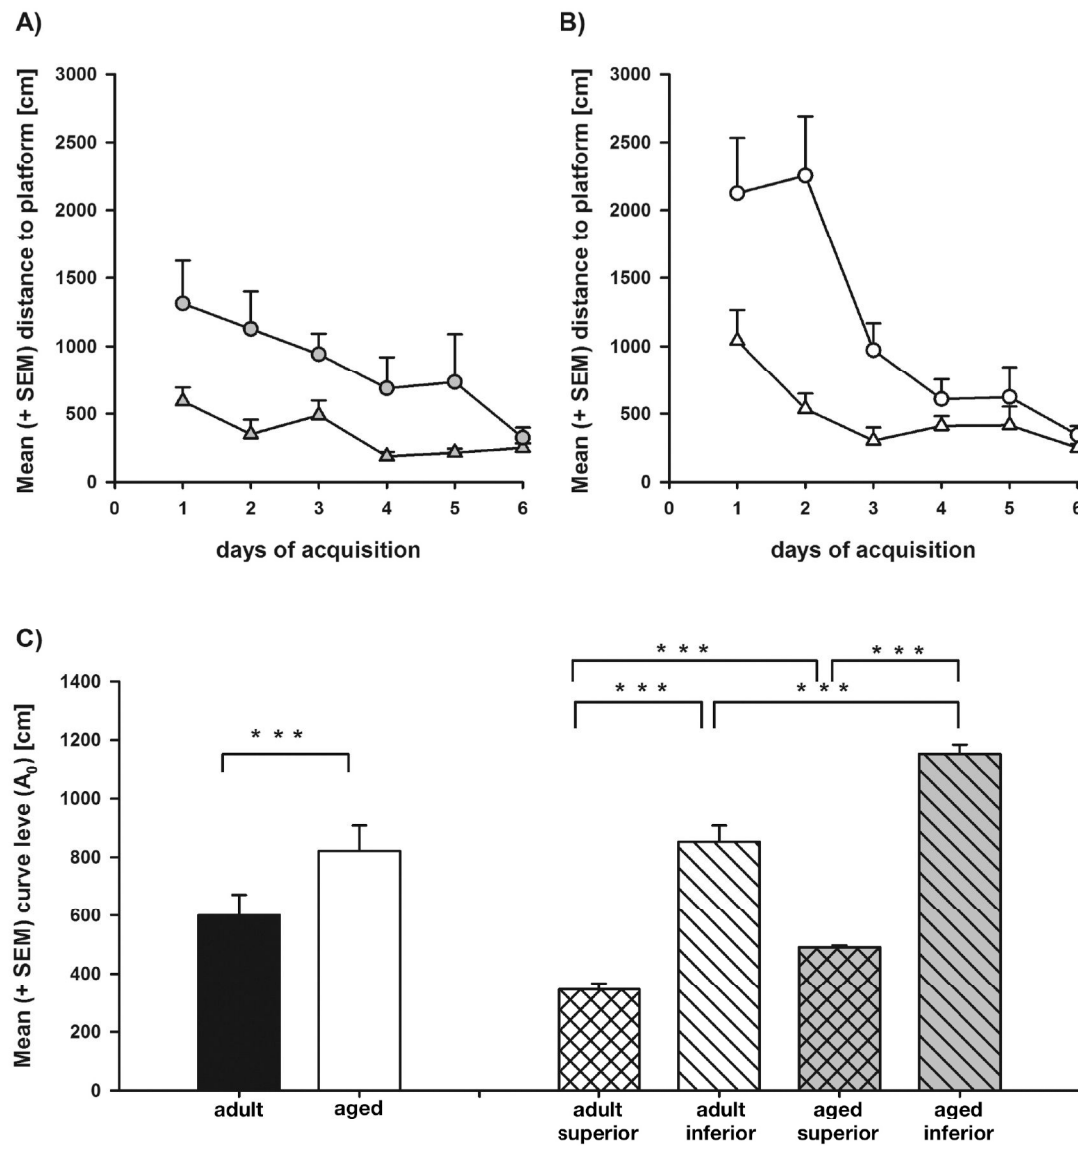 A)
B)
Mean (+ SEM) distance to platform [cm]
3000
2500
2000
1500
1000
500
0
0 1 2 3 4 5 6
days of acquisition
Mean (+ SEM) distance to platform [cm]
3000
2500
2000
1500
1000
500
0
0 1 2 3 4 5 6
days of acquisition
C)
Mean (+ SEM) curve leve (A0) [cm]
1400
1200
1000
800
600
400
200
0
* * *
* * *
* * *
* * *
* * *
adult
aged
adult
superior
adult
inferior
aged
superior
aged
inferior